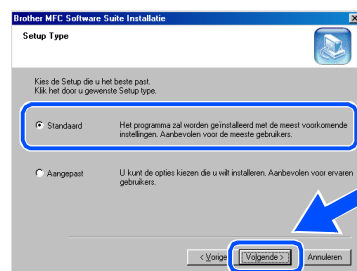 Brother MFC Software Suite Installatie
Setup Type
Kies de Setup die u het beste past.
Klik het door u gewenste Setup type.
Standaard
Het programma zal worden geïnstalleerd met de meest voorkomende
instellingen. Aanbevolen voor de meeste gebruikers.
Aangepast
U kunt de opties kiezen die u wilt installeren. Aanbevolen voor ervaren
gebruikers.
< Vorige
Volgende >
Annuleren